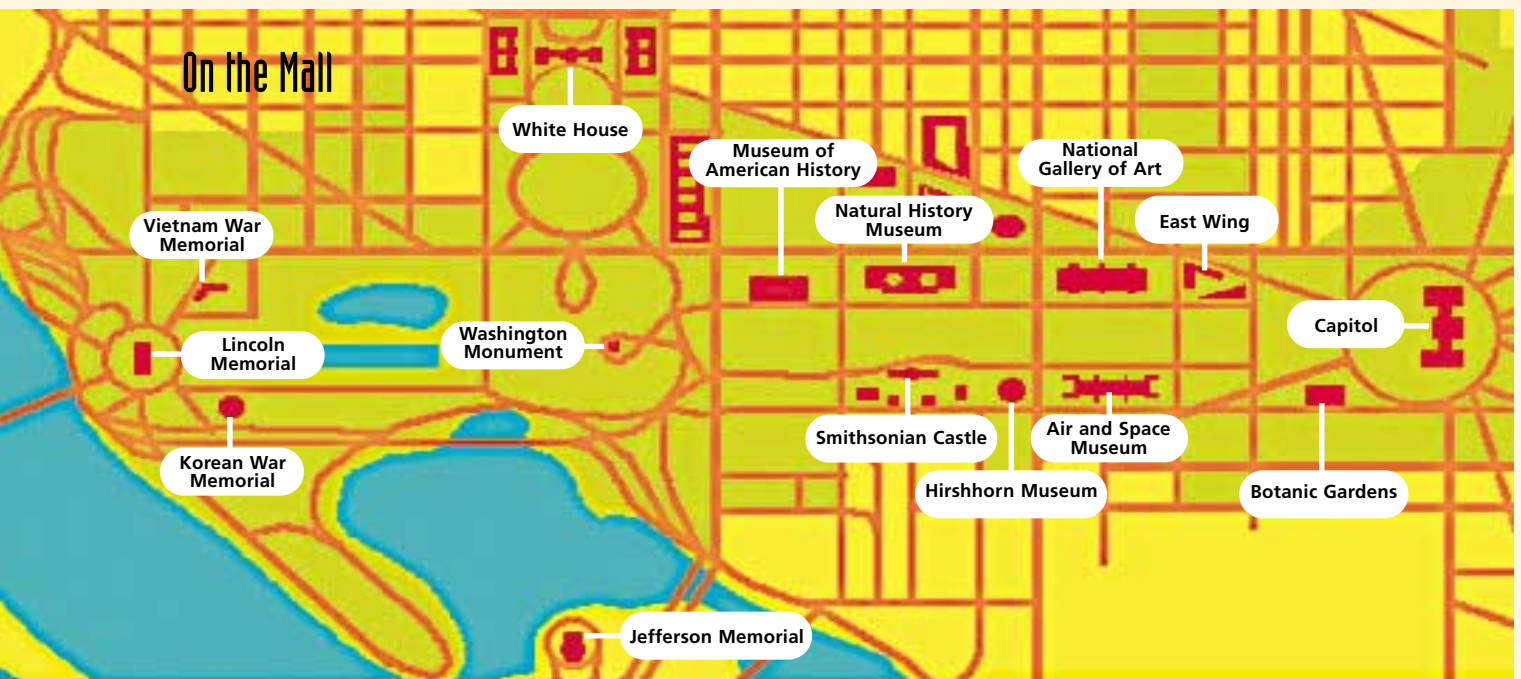 On the Mall
White House
Museum of
American History
National
Gallery of Art
Natural History
Museum
East Wing
Vietnam War
Memorial
Washington
Monument
Capitol
Lincoln
Memorial
Smithsonian Castle
Air and Space
Museum
Korean War
Memorial
Hirshhorn Museum
Botanic Gardens
Jefferson Memorial